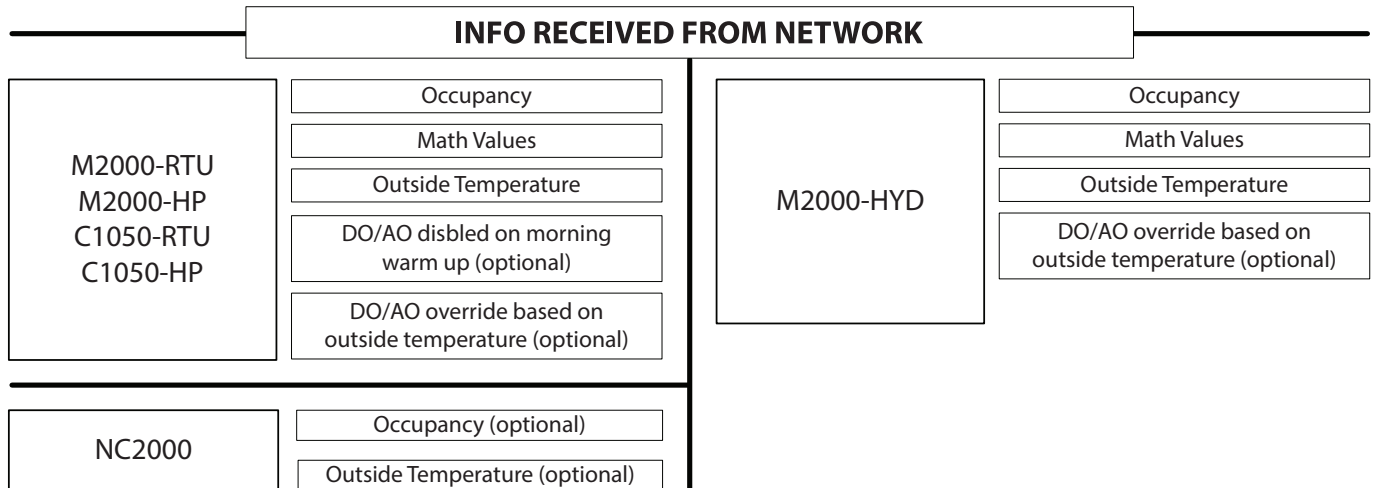 INFO RECEIVED FROM NETWORK
M2000-RTU
M2000-HP
C1050-RTU
C1050-HP
Occupancy
Math Values
Outside Temperature
DO/AO disbled on morning
warm up (optional)
DO/AO override based on
outside temperature (optional)
M2000-HYD
Occupancy
Math Values
Outside Temperature
DO/AO override based on
outside temperature (optional)
NC2000
Occupancy (optional)
Outside Temperature (optional)